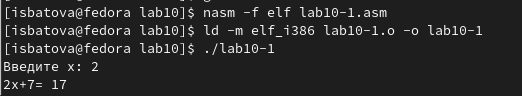 [isbatova@fedora lab10]$ nasm -f elf lab10-1.asm
[isbatova@fedora lab10]$ ld -m elf_i386 lab10-1.o -o lab10-1
[isbatova@fedora lab10]$ ./lab10-1
Введите x: 2
2x+7= 17